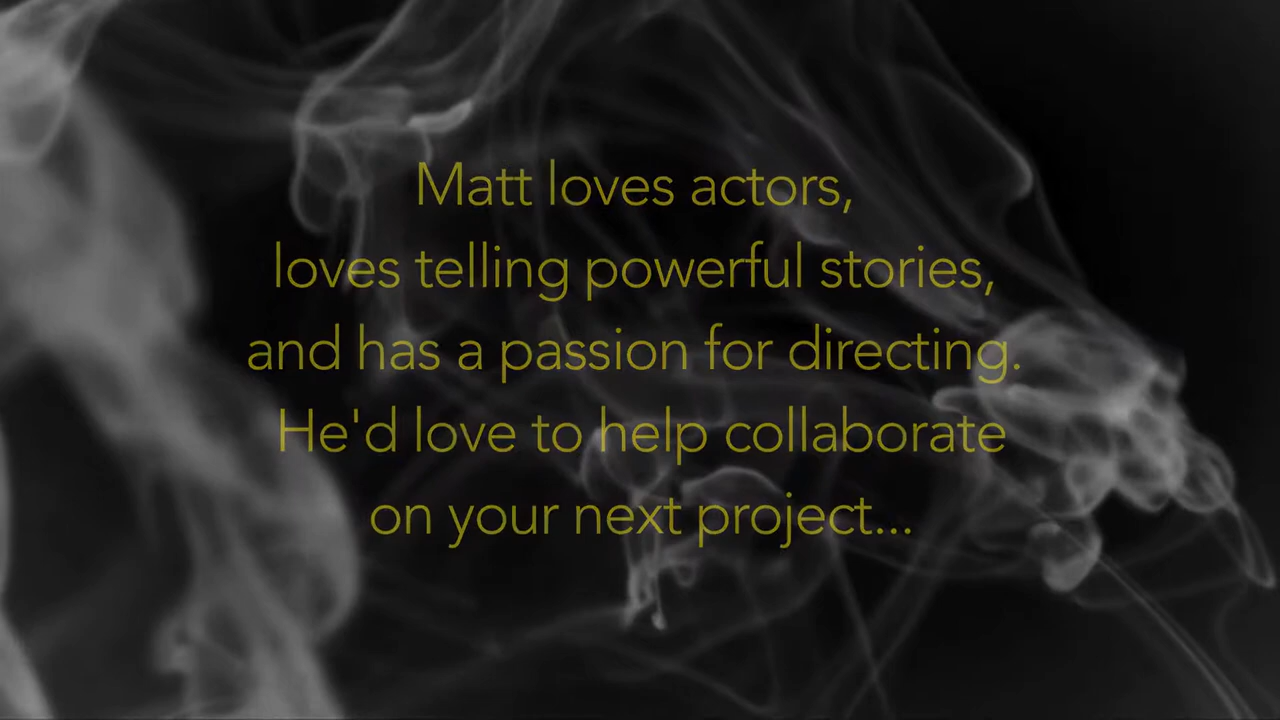 Matt loves actors,
loves telling powerful stories,
and has a passion for directing.
He'd love to help collaborate
on your next project...